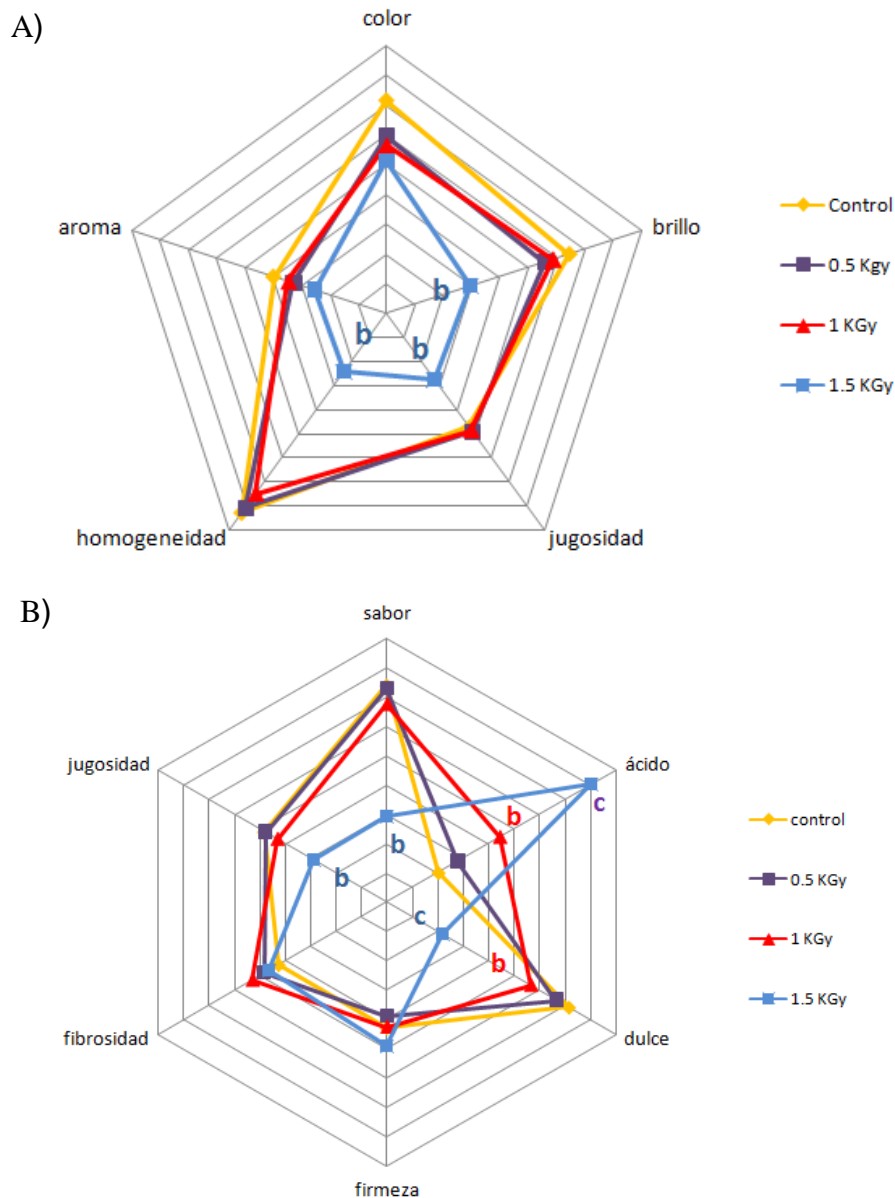 A)
color
aroma
brillo
b
b
b
homogeneidad
jugosidad
Control
0.5 Kgy
1 KGy
1.5 KGy
B)
sabor
jugosidad
ácido
c
b
b
b
c
b
fibrosidad
dulce
firmeza
control
0.5 KGy
1 KGy
1.5 KGy